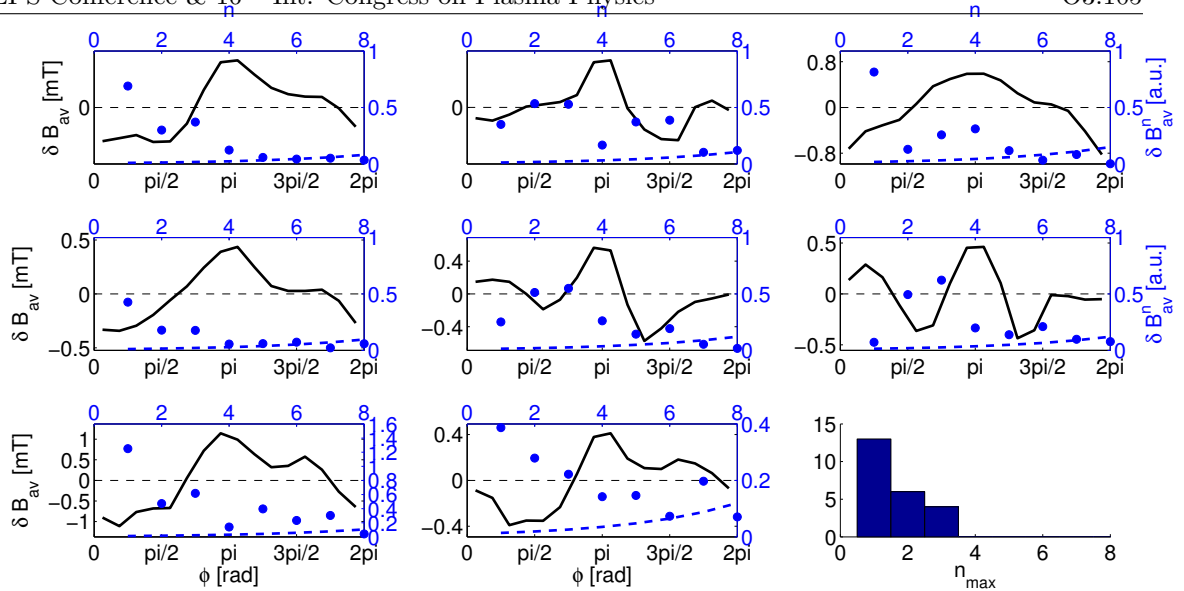 n n
0 2 4 6 8 0 2 4 6 8 0 2 4 6 8
δ B_av [mT] 0 0 0.5 1 0 0 0.5 1 0.8 0 −0.8 0 0.5 1 δ B^n_av [a.u.]
0 pi/2 pi 3pi/2 2pi 0 pi/2 pi 3pi/2 2pi 0 pi/2 pi 3pi/2 2pi
0 2 4 6 8 0 2 4 6 8 0 2 4 6 8
δ B_av [mT] 0.5 0 −0.5 0 0.5 1 0.4 0 −0.4 0 0.5 1 0.5 0 −0.5 0 0.5 1 δ B^n_av [a.u.]
0 pi/2 pi 3pi/2 2pi 0 pi/2 pi 3pi/2 2pi 0 pi/2 pi 3pi/2 2pi
0 2 4 6 8 0 2 4 6 8
δ B_av [mT] 1 0.5 0 −0.5 −1 0 0.2 0.4 0.6 0.8 1 1.2 1.4 1.6 0.4 0 −0.4 0 0.2 0.4 15 10 5 0
0 pi/2 pi 3pi/2 2pi 0 pi/2 pi 3pi/2 2pi 0 2 4 6 8
φ [rad] φ [rad] n_max